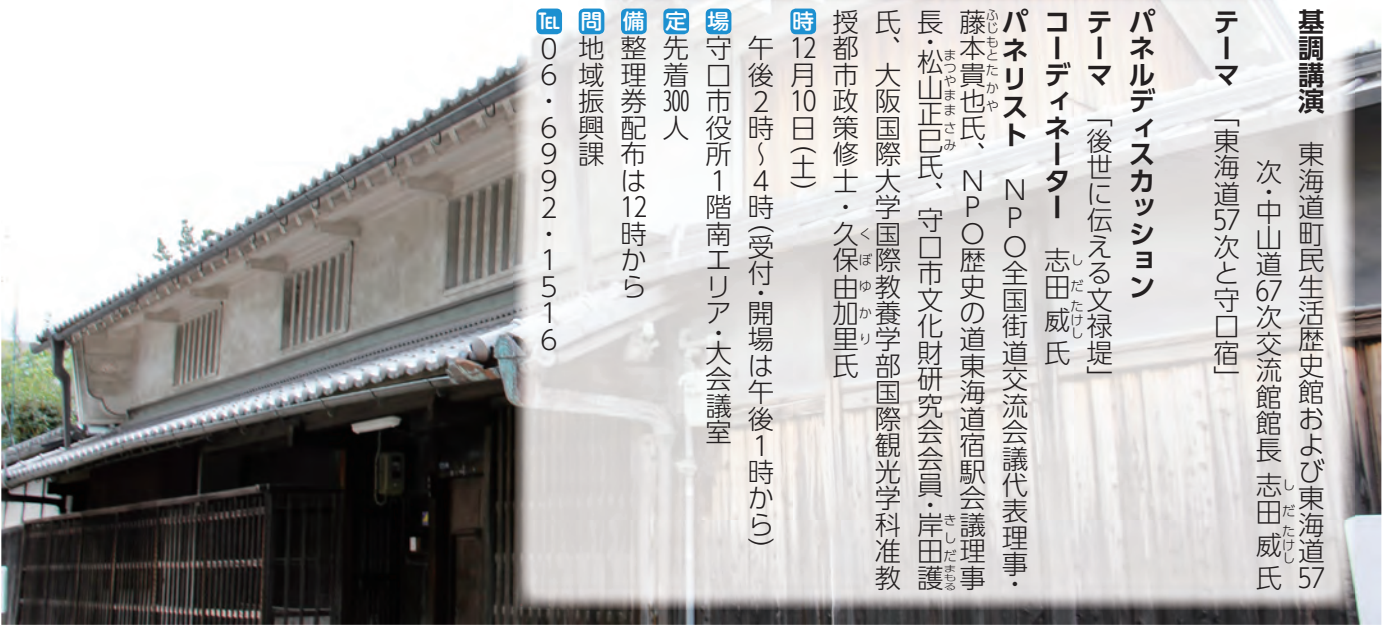 基調講演　東海道町民生活歴史館および東海道57
次・中山道67次交流館館長　志田威氏
テーマ　「東海道57次と守口宿」
パネルディスカッション
テーマ　「後世に伝える文禄堤」
コーディネーター　志田威氏
パネリスト　NPO全国街道交流会議代表理事・
藤本貴也氏、NPO歴史の道東海道宿駅会議理事
長・松山正巳氏、守口市文化財研究会会員・岸田護
氏、大阪国際大学国際教養学部国際観光学科准教
授都市政策修士・久保由加里氏
時 12月10日(土)
午後2時〜4時(受付・開場は午後1時から)
場 守口市役所1階南エリア・大会議室
定 先着300人
備 整理券配布は12時から
問 地域振興課
TEL 06・6992・1516